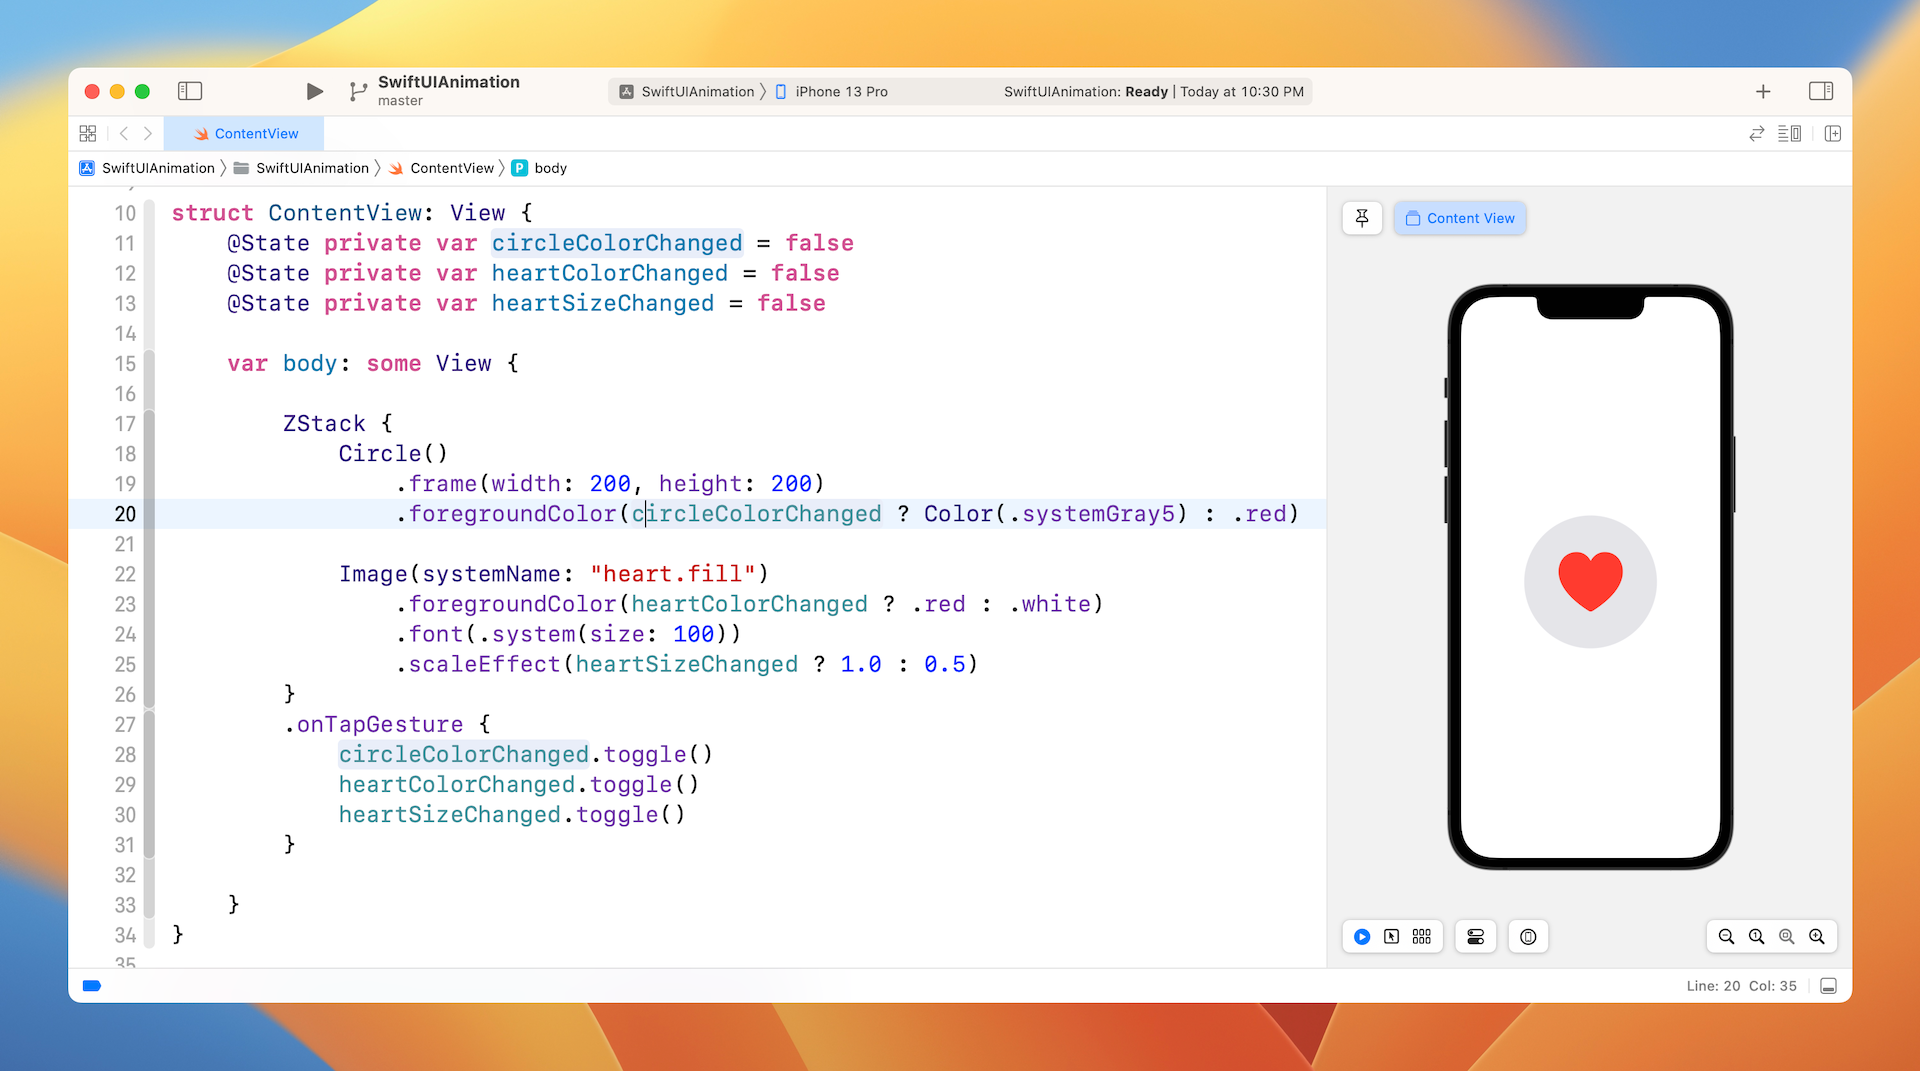 SwiftUIAnimation
master
SwiftUIAnimation 〉 iPhone 13 Pro
SwiftUIAnimation: Ready | Today at 10:30 PM
ContentView
SwiftUIAnimation 〉 SwiftUIAnimation 〉 ContentView 〉 P body
10 struct ContentView: View {
11     @State private var circleColorChanged = false
12     @State private var heartColorChanged = false
13     @State private var heartSizeChanged = false
14
15     var body: some View {
16
17         ZStack {
18             Circle()
19                 .frame(width: 200, height: 200)
20                 .foregroundColor(circleColorChanged ? Color(.systemGray5) : .red)
21
22             Image(systemName: "heart.fill")
23                 .foregroundColor(heartColorChanged ? .red : .white)
24                 .font(.system(size: 100))
25                 .scaleEffect(heartSizeChanged ? 1.0 : 0.5)
26         }
27         .onTapGesture {
28             circleColorChanged.toggle()
29             heartColorChanged.toggle()
30             heartSizeChanged.toggle()
31         }
32
33     }
34 }
35
Content View
Line: 20 Col: 35